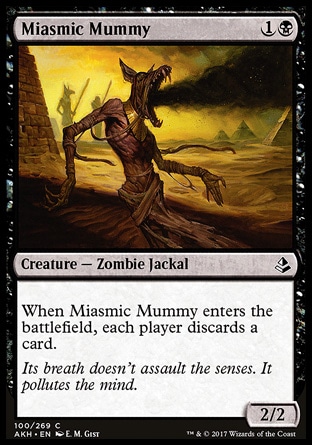 Miasmic Mummy 1
Creature — Zombie Jackal
When Miasmic Mummy enters the
battlefield, each player discards a
card.
Its breath doesn't assault the senses. It
pollutes the mind.
2/2
100/269 C
AKH • EN E. M. Gist
™ & © 2017 Wizards of the Coast